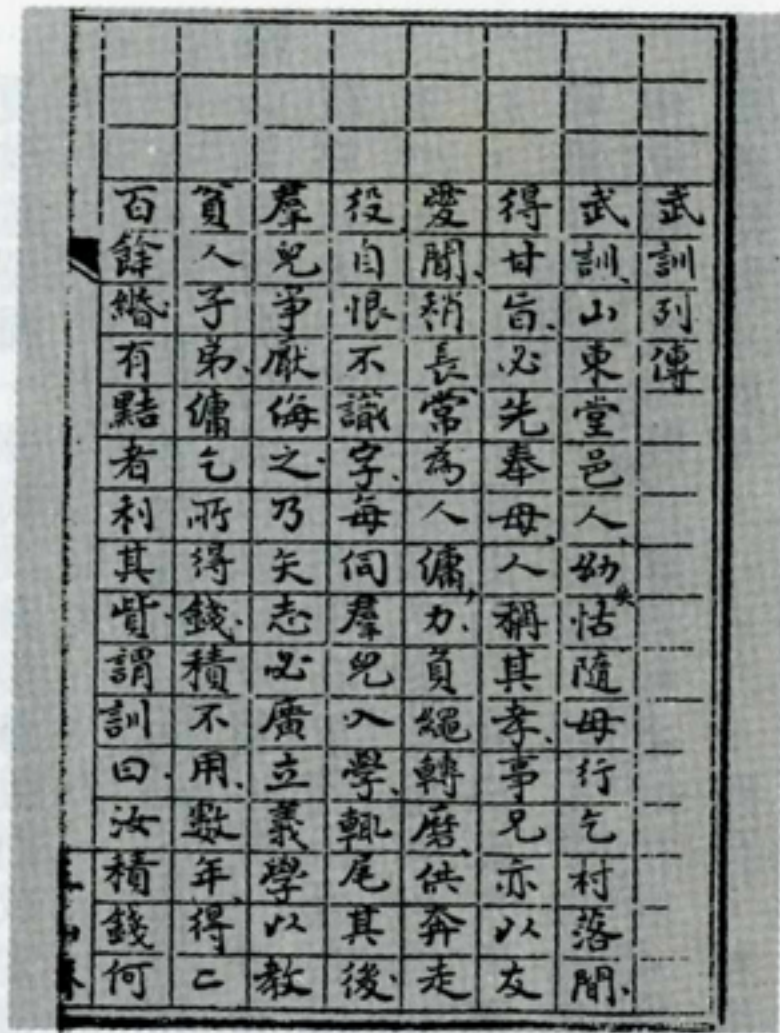 武訓列傳
武訓、山東堂邑人、幼失怙隨母行乞村落間、
得甘旨、必先奉母、人稱其孝、事兄亦以友
愛聞、稍長、常為人傭、力、負繩轉磨、供奔走
役、自恨不識字、每伺羣兒入學、輒尾其後、
羣兒爭厭侮之、乃矢志必廣立義學以教
貧人子弟、傭乞所得錢、積不用、數年、得二
百餘緡、有黠者利其貲、謂訓曰、汝積錢何